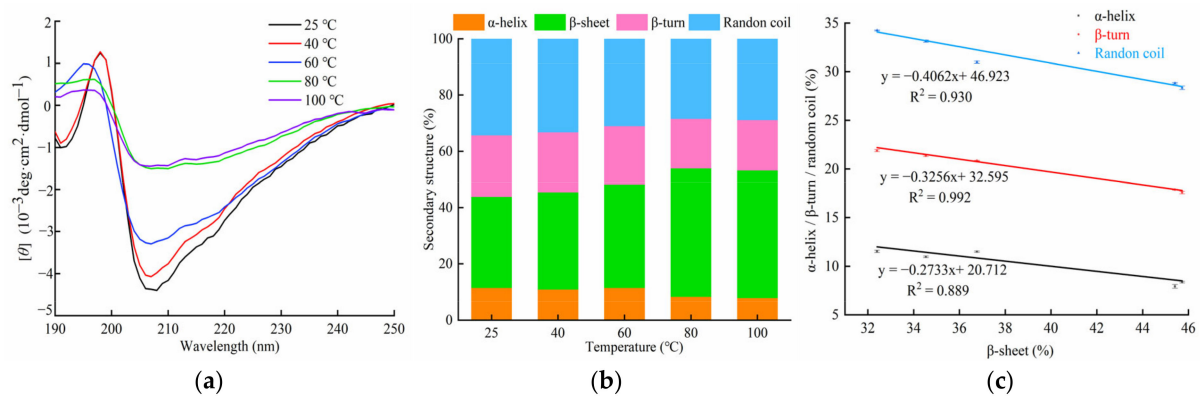 25 ℃
40 ℃
60 ℃
80 ℃
100 ℃
2
1
0
−1
−2
−3
−4
−5
[θ] (10⁻³deg·cm²·dmol⁻¹)
190 200 210 220 230 240 250
Wavelength (nm)
(a)
α-helix β-sheet β-turn Randon coil
100
80
60
40
20
0
Secondary structure (%)
25 40 60 80 100
Temperature (℃)
(b)
35
30
25
20
15
10
5
α-helix / β-turn / random coil (%)
α-helix
β-turn
Randon coil
y = −0.4062x+ 46.923
R² = 0.930
y = −0.3256x+ 32.595
R² = 0.992
y = −0.2733x+ 20.712
R² = 0.889
32 34 36 38 40 42 44 46
β-sheet (%)
(c)